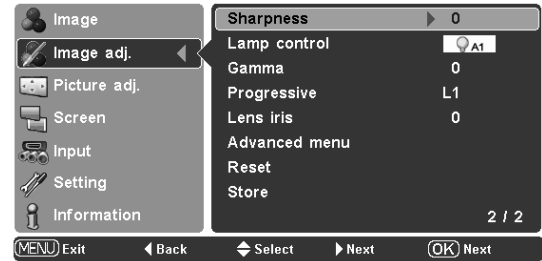 Image
Image adj.
Picture adj.
Screen
Input
Setting
Information
Sharpness 0
Lamp control A1
Gamma 0
Progressive L1
Lens iris 0
Advanced menu
Reset
Store
2 / 2
MENU Exit Back Select Next OK Next